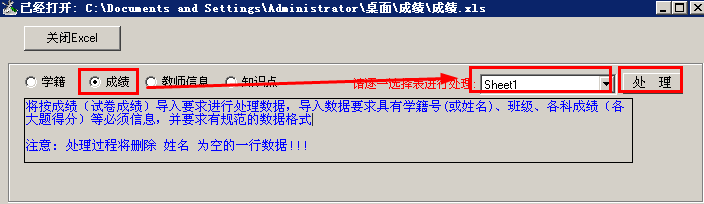 已经打开: C:\Documents and Settings\Administrator\桌面\成绩\成绩.xls
关闭Excel
学籍 成绩 教师信息 知识点 请逐一选择表进行处理: Sheet1 处 理
将按成绩（试卷成绩）导入要求进行处理数据，导入数据要求具有学籍号(或姓名)、班级、各科成绩（各
大题得分）等必须信息，并要求有规范的数据格式
注意: 处理过程将删除 姓名 为空的一行数据!!!